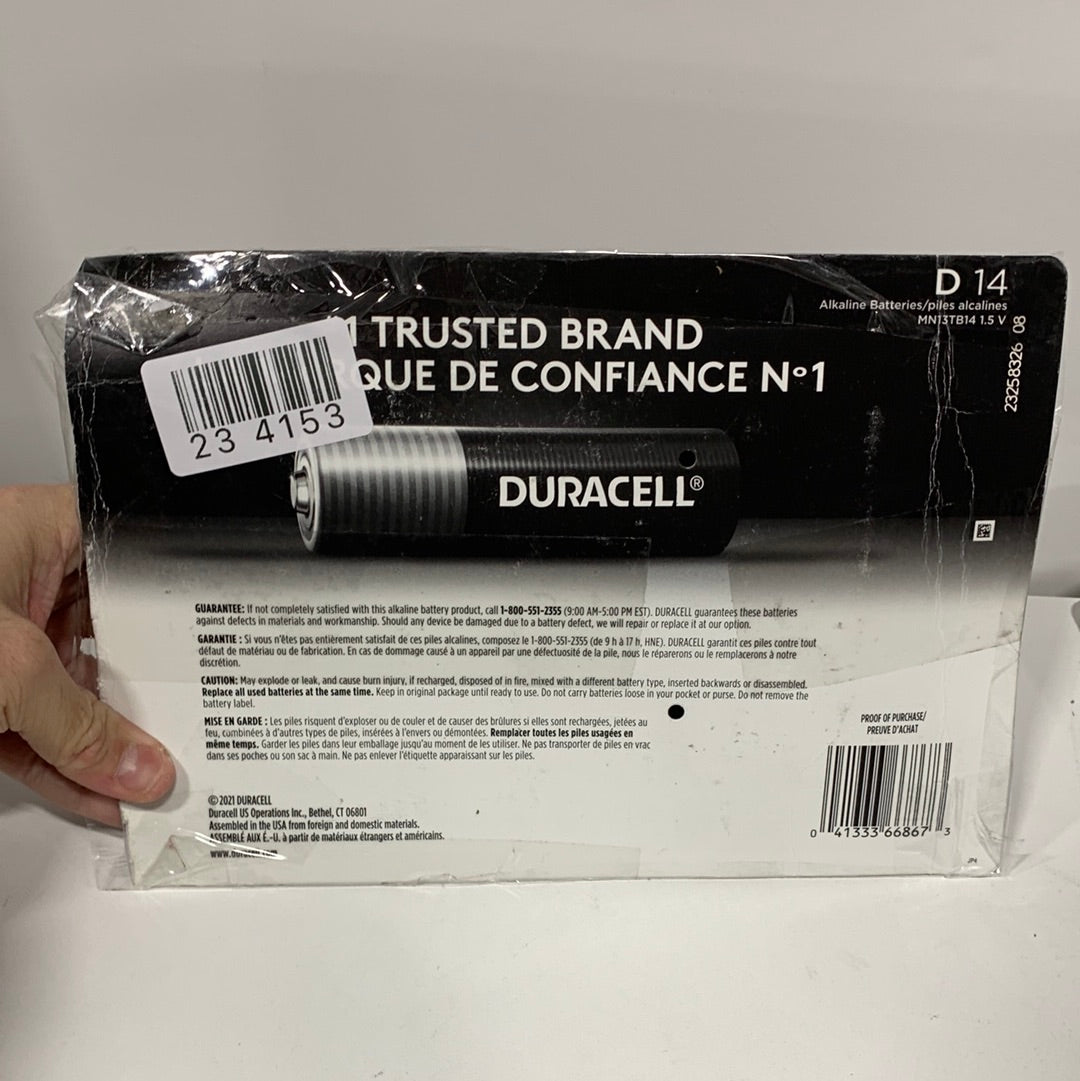 D 14
Alkaline Batteries/piles alcalines
MN13TB14 1.5 V
23258326 08
1 TRUSTED BRAND
QUE DE CONFIANCE Nº1
23 4153
DURACELL®
GUARANTEE: If not completely satisfied with this alkaline battery product, call 1-800-551-2355 (9:00 AM-5:00 PM EST). DURACELL guarantees these batteries
against defects in materials and workmanship. Should any device be damaged due to a battery defect, we will repair or replace it at our option.
GARANTIE : Si vous n'êtes pas entièrement satisfait de ces piles alcalines, composez le 1-800-551-2355 (de 9 h à 17 h, HNE). DURACELL garantit ces piles contre tout
défaut de matériau ou de fabrication. En cas de dommage causé à un appareil par une défectuosité de la pile, nous le réparerons ou le remplacerons à notre
discrétion.
CAUTION: May explode or leak, and cause burn injury, if recharged, disposed of in fire, mixed with a different battery type, inserted backwards or disassembled.
Replace all used batteries at the same time. Keep in original package until ready to use. Do not carry batteries loose in your pocket or purse. Do not remove the
battery label.
MISE EN GARDE : Les piles risquent d'exploser ou de couler et de causer des brûlures si elles sont rechargées, jetées au
feu, combinées à d'autres types de piles, insérées à l'envers ou démontées. Remplacer toutes les piles usagées en
même temps. Garder les piles dans leur emballage jusqu'au moment de les utiliser. Ne pas transporter de piles en vrac
dans ses poches ou son sac à main. Ne pas enlever l'étiquette apparaissant sur les piles.
PROOF OF PURCHASE/
PREUVE D'ACHAT
0 41333 66867 3
©2021 DURACELL
Duracell US Operations Inc., Bethel, CT 06801
Assembled in the USA from foreign and domestic materials.
ASSEMBLÉ AUX É.-U. à partir de matériaux étrangers et américains.
www.duracell.com
JP4